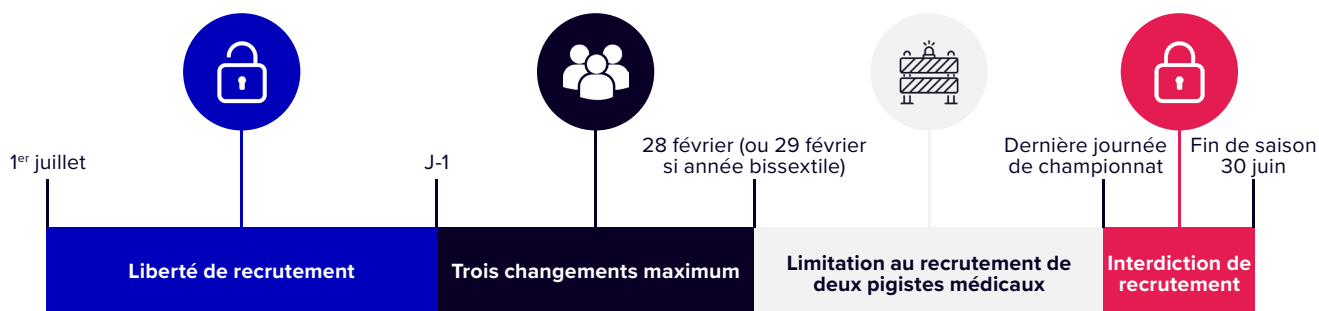 1er juillet
J-1
28 février (ou 29 février
si année bissextile)
Dernière journée
de championnat
Fin de saison
30 juin
Liberté de recrutement
Trois changements maximum
Limitation au recrutement de
deux pigistes médicaux
Interdiction de
recrutement